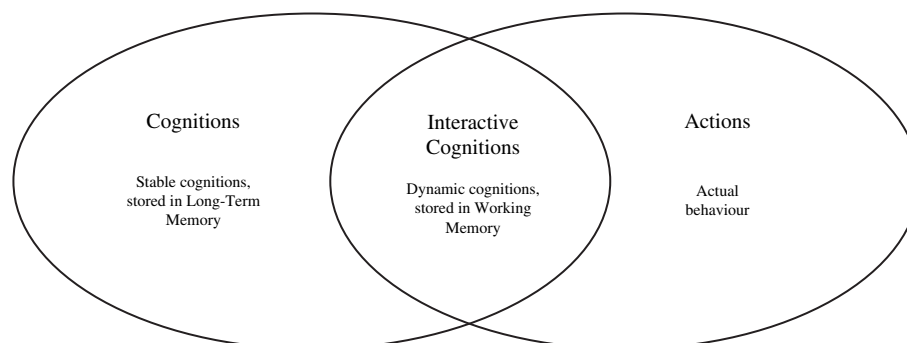 Cognitions
Stable cognitions,
stored in Long-Term
Memory
Interactive
Cognitions
Dynamic cognitions,
stored in Working
Memory
Actions
Actual
behaviour